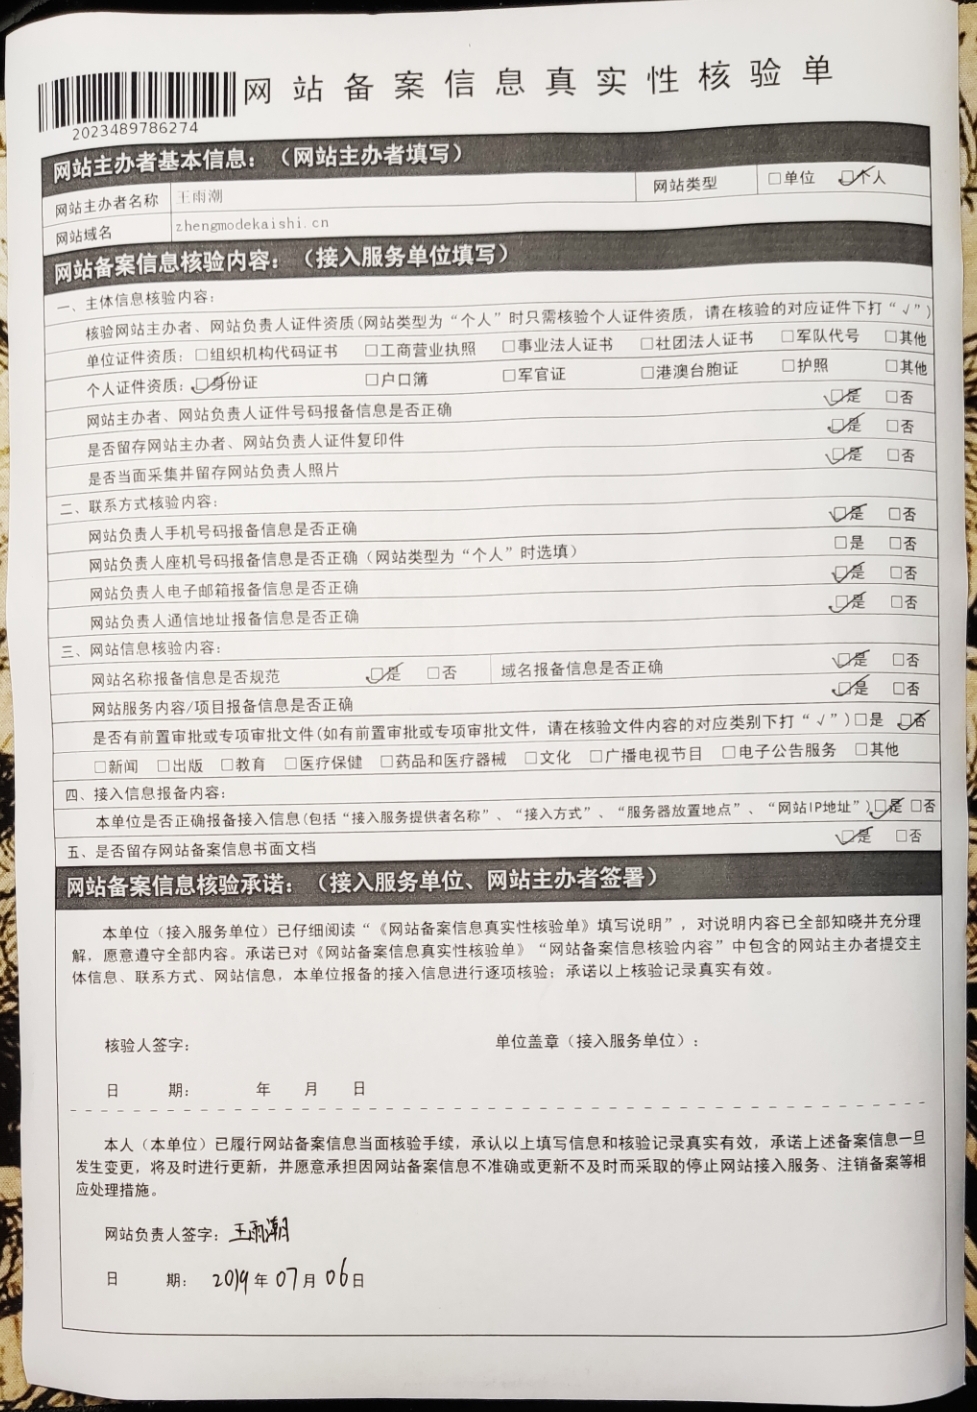 网站备案信息真实性核验单
2023489786274
网站主办者基本信息：（网站主办者填写）
网站主办者名称 王雨潮 网站类型 □单位 ☑个人
网站域名 zhengmodekaishi.cn
网站备案信息核验内容：（接入服务单位填写）
一、主体信息核验内容：
核验网站主办者、网站负责人证件资质(网站类型为“个人”时只需核验个人证件资质，请在核验的对应证件下打“√”)
单位证件资质：□组织机构代码证书 □工商营业执照 □事业法人证书 □社团法人证书 □军队代号 □其他
个人证件资质：☑身份证 □户口簿 □军官证 □港澳台胞证 □护照 □其他
网站主办者、网站负责人证件号码报备信息是否正确 ☑是 □否
是否留存网站主办者、网站负责人证件复印件 ☑是 □否
是否当面采集并留存网站负责人照片 ☑是 □否
二、联系方式核验内容：
网站负责人手机号码报备信息是否正确 ☑是 □否
网站负责人座机号码报备信息是否正确（网站类型为“个人”时选填） □是 □否
网站负责人电子邮箱报备信息是否正确 ☑是 □否
网站负责人通信地址报备信息是否正确 ☑是 □否
三、网站信息核验内容：
网站名称报备信息是否规范 ☑是 □否 域名报备信息是否正确 ☑是 □否
网站服务内容/项目报备信息是否正确 ☑是 □否
是否有前置审批或专项审批文件(如有前置审批或专项审批文件，请在核验文件内容的对应类别下打“√”)□是 ☑否
□新闻 □出版 □教育 □医疗保健 □药品和医疗器械 □文化 □广播电视节目 □电子公告服务 □其他
四、接入信息报备内容：
本单位是否正确报备接入信息(包括“接入服务提供者名称”、“接入方式”、“服务器放置地点”、“网站IP地址”)☑是 □否
五、是否留存网站备案信息书面文档 ☑是 □否
网站备案信息核验承诺：（接入服务单位、网站主办者签署）
本单位（接入服务单位）已仔细阅读“《网站备案信息真实性核验单》填写说明”，对说明内容已全部知晓并充分理
解，愿意遵守全部内容。承诺已对《网站备案信息真实性核验单》“网站备案信息核验内容”中包含的网站主办者提交主
体信息、联系方式、网站信息，本单位报备的接入信息进行逐项核验；承诺以上核验记录真实有效。
核验人签字： 单位盖章（接入服务单位）：
日 期： 年 月 日
本人（本单位）已履行网站备案信息当面核验手续，承认以上填写信息和核验记录真实有效，承诺上述备案信息一旦
发生变更，将及时进行更新，并愿意承担因网站备案信息不准确或更新不及时而采取的停止网站接入服务、注销备案等相
应处理措施。
网站负责人签字：王雨潮
日 期： 2019年07月06日